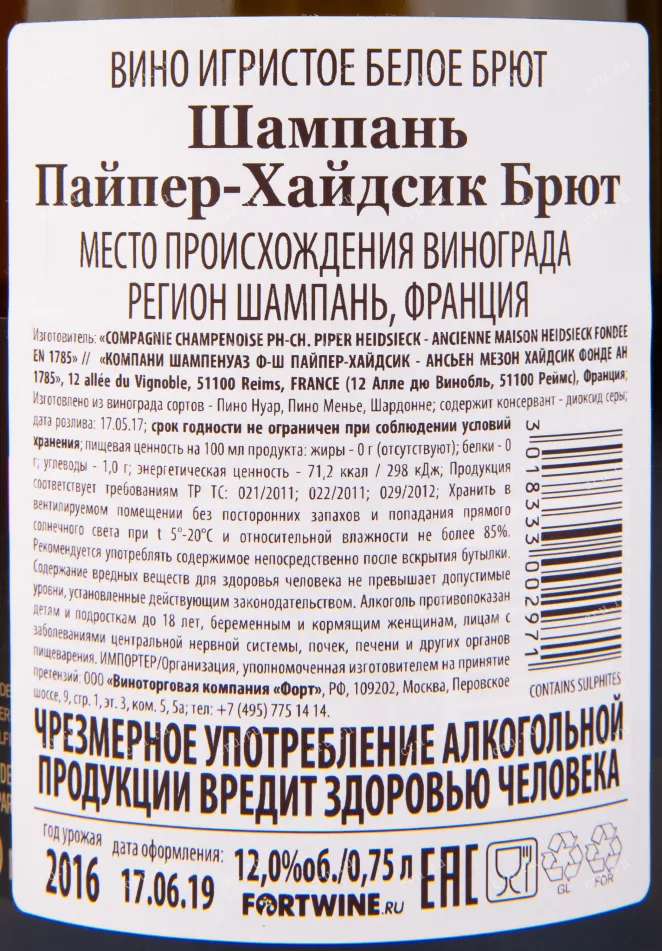 ВИНО ИГРИСТОЕ БЕЛОЕ БРЮТ
Шампань
Пайпер-Хайдсик Брют
МЕСТО ПРОИСХОЖДЕНИЯ ВИНОГРАДА
РЕГИОН ШАМПАНЬ, ФРАНЦИЯ
Изготовитель: «COMPAGNIE CHAMPENOISE PH-CH. PIPER HEIDSIECK - ANCIENNE MAISON HEIDSIECK FONDEE
EN 1785» // «КОМПАНИ ШАМПЕНУАЗ Ф-Ш ПАЙПЕР-ХАЙДСИК - АНСЬЕН МЕЗОН ХАЙДСИК ФОНДЕ АН
1785», 12 allée du Vignoble, 51100 Reims, FRANCE (12 Алле дю Винобль, 51100 Реймс), Франция;
Изготовлено из винограда сортов - Пино Нуар, Пино Менье, Шардонне; содержит консервант - диоксид серы;
дата розлива: 17.05.17; срок годности не ограничен при соблюдении условий
хранения; пищевая ценность на 100 мл продукта: жиры - 0 г (отсутствуют); белки - 0
г; углеводы - 1,0 г; энергетическая ценность - 71,2 ккал / 298 кДж; Продукция
соответствует требованиям ТР ТС: 021/2011; 022/2011; 029/2012; Хранить в
вентилируемом помещении без посторонних запахов и попадания прямого
солнечного света при t 5°-20°С и относительной влажности не более 85%.
Рекомендуется употреблять содержимое непосредственно после вскрытия бутылки.
Содержание вредных веществ для здоровья человека не превышает допустимые
уровни, установленные действующим законодательством. Алкоголь противопоказан
детям и подросткам до 18 лет, беременным и кормящим женщинам, лицам с
заболеваниями центральной нервной системы, почек, печени и других органов
пищеварения. ИМПОРТЕР/Организация, уполномоченная изготовителем на принятие
претензий: ООО «Виноторговая компания «Форт», РФ, 109202, Москва, Перовское
шоссе, 9, стр. 1, эт. 3, ком. 5, 5а; тел: +7 (495) 775 14 14.
3 018333 002971
CONTAINS SULPHITES
ЧРЕЗМЕРНОЕ УПОТРЕБЛЕНИЕ АЛКОГОЛЬНОЙ
ПРОДУКЦИИ ВРЕДИТ ЗДОРОВЬЮ ЧЕЛОВЕКА
год урожая
2016
дата оформления:
17.06.19
12,0%об./0,75 л
FORTWINE.RU
EAC
GL
FOR